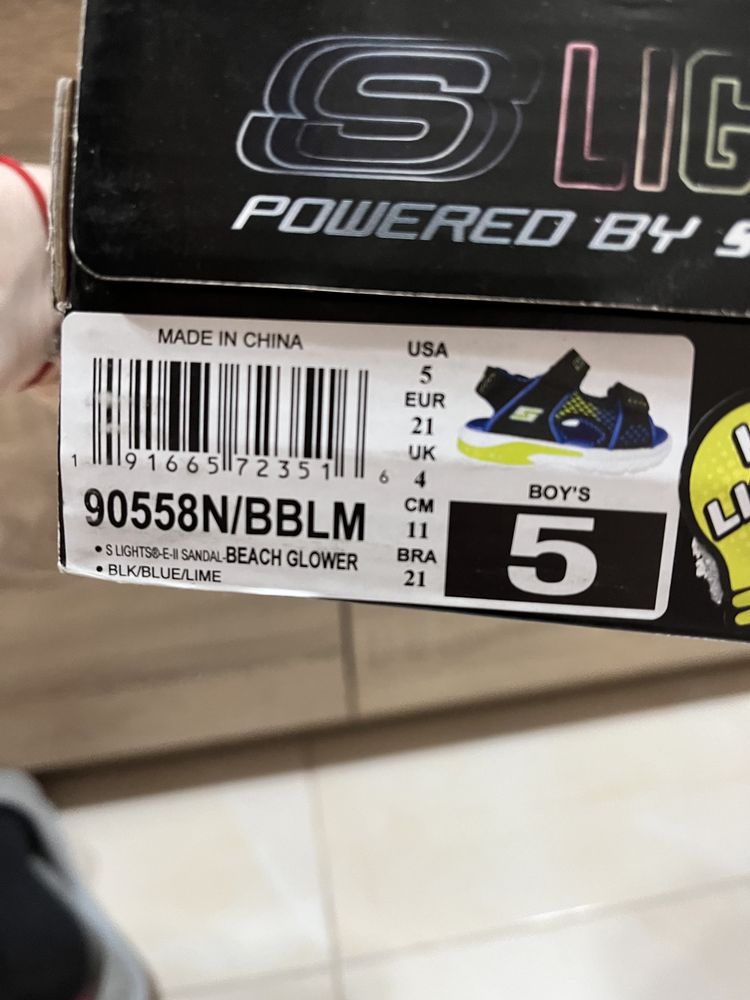 S LIG
POWERED BY S
MADE IN CHINA
1 91665 72351 6
90558N/BBLM
• S LIGHTS®-E-II SANDAL-BEACH GLOWER
• BLK/BLUE/LIME
USA
5
EUR
21
UK
4
CM
11
BRA
21
BOY'S
5